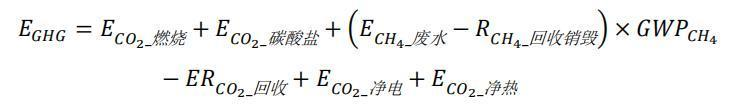 E_GHG = E_CO₂_燃烧 + E_CO₂_碳酸盐 + (E_CH₄_废水 − R_CH₄_回收销毁) × GWP_CH₄
− ER_CO₂_回收 + E_CO₂_净电 + E_CO₂_净热